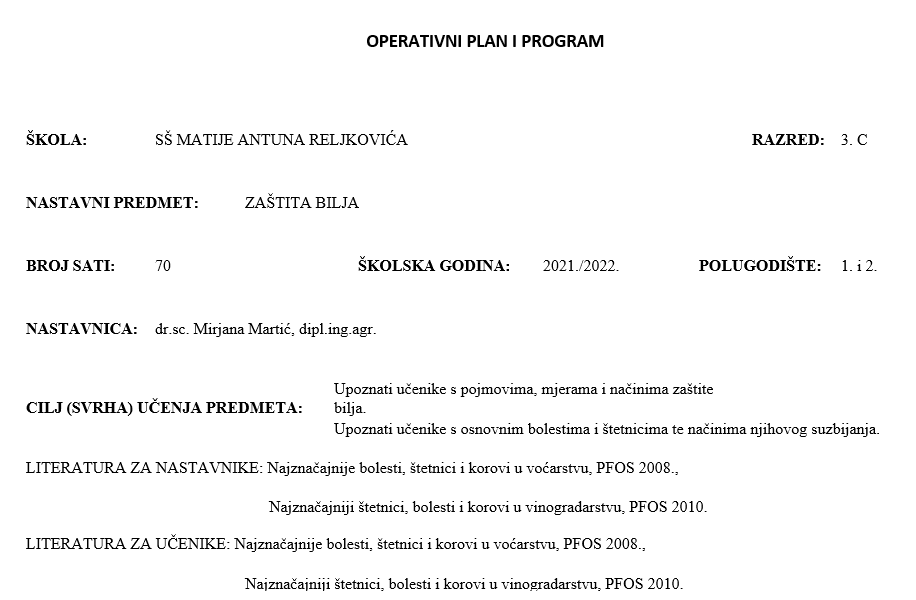 OPERATIVNI PLAN I PROGRAM
ŠKOLA: SŠ MATIJE ANTUNA RELJKOVIĆA RAZRED: 3. C
NASTAVNI PREDMET: ZAŠTITA BILJA
BROJ SATI: 70 ŠKOLSKA GODINA: 2021./2022. POLUGODIŠTE: 1. i 2.
NASTAVNICA: dr.sc. Mirjana Martić, dipl.ing.agr.
CILJ (SVRHA) UČENJA PREDMETA: Upoznati učenike s pojmovima, mjerama i načinima zaštite
bilja.
Upoznati učenike s osnovnim bolestima i štetnicima te načinima njihovog suzbijanja.
LITERATURA ZA NASTAVNIKE: Najznačajnije bolesti, štetnici i korovi u voćarstvu, PFOS 2008.,
Najznačajniji štetnici, bolesti i korovi u vinogradarstvu, PFOS 2010.
LITERATURA ZA UČENIKE: Najznačajnije bolesti, štetnici i korovi u voćarstvu, PFOS 2008.,
Najznačajniji štetnici, bolesti i korovi u vinogradarstvu, PFOS 2010.